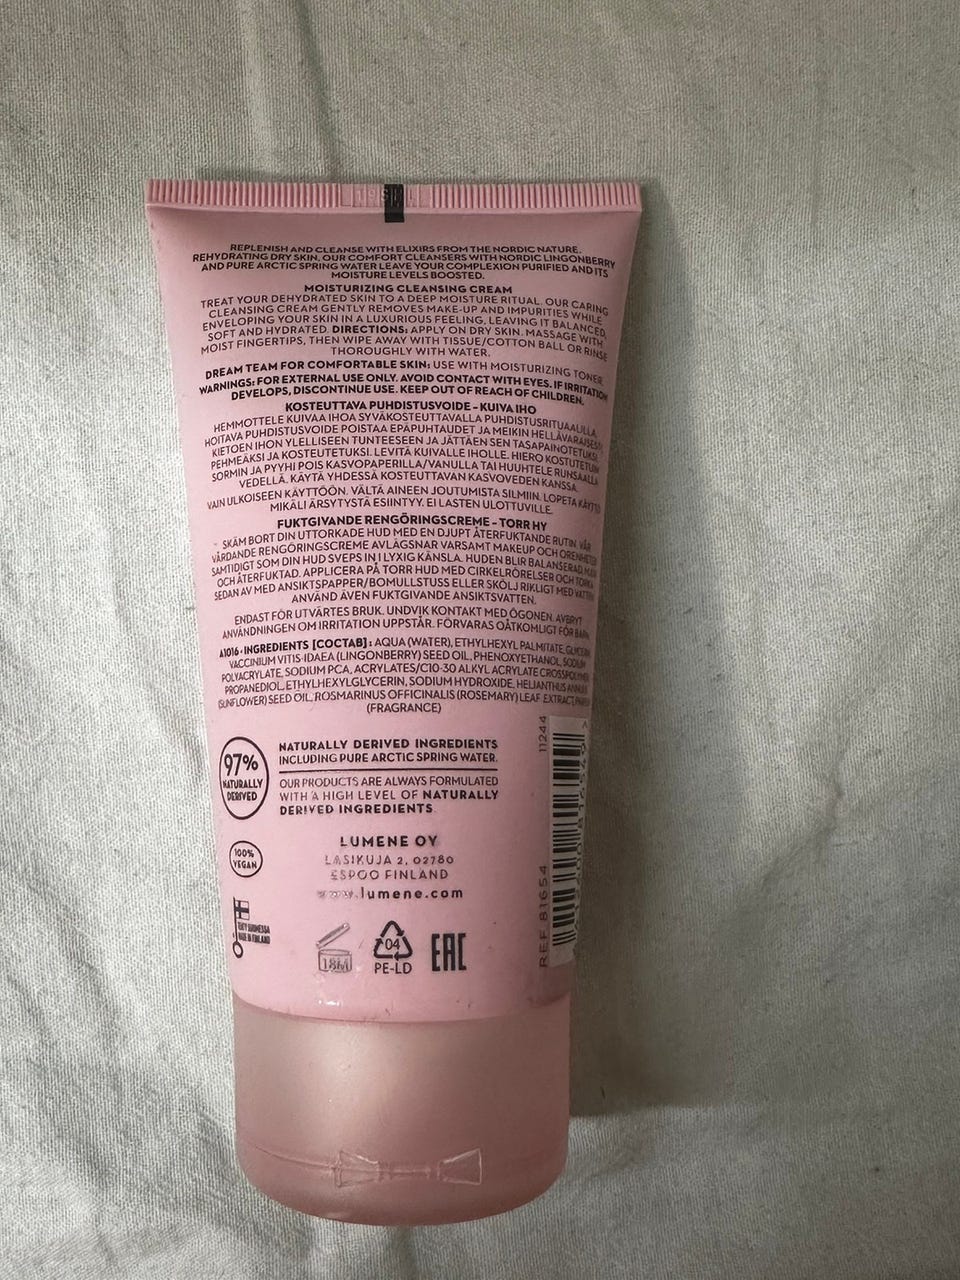 REPLENISH AND CLEANSE WITH ELIXIRS FROM THE NORDIC NATURE.
REHYDRATING DRY SKIN, OUR COMFORT CLEANSERS WITH NORDIC LINGONBERRY
AND PURE ARCTIC SPRING WATER LEAVE YOUR COMPLEXION PURIFIED AND ITS
MOISTURE LEVELS BOOSTED.
MOISTURIZING CLEANSING CREAM
TREAT YOUR DEHYDRATED SKIN TO A DEEP MOISTURE RITUAL. OUR CARING
CLEANSING CREAM GENTLY REMOVES MAKE-UP AND IMPURITIES WHILE
ENVELOPING YOUR SKIN IN A LUXURIOUS FEELING, LEAVING IT BALANCED,
SOFT AND HYDRATED. DIRECTIONS: APPLY ON DRY SKIN. MASSAGE WITH
MOIST FINGERTIPS, THEN WIPE AWAY WITH TISSUE/COTTON BALL OR RINSE
THOROUGHLY WITH WATER.
DREAM TEAM FOR COMFORTABLE SKIN: USE WITH MOISTURIZING TONER.
WARNINGS: FOR EXTERNAL USE ONLY. AVOID CONTACT WITH EYES. IF IRRITATION
DEVELOPS, DISCONTINUE USE. KEEP OUT OF REACH OF CHILDREN.
KOSTEUTTAVA PUHDISTUSVOIDE – KUIVA IHO
HEMMOTTELE KUIVAA IHOA SYVÄKOSTEUTTAVALLA PUHDISTUSRITUAALILLA.
HOITAVA PUHDISTUSVOIDE POISTAA EPÄPUHTAUDET JA MEIKIN HELLÄVARAISESTI
KIETOEN IHON YLELLISEEN TUNTEESEEN JA JÄTTÄEN SEN TASAPAINOTETUKSI,
PEHMEÄKSI JA KOSTEUTETUKSI. LEVITÄ KUIVALLE IHOLLE. HIERO KOSTUTETUIN
SORMIN JA PYYHI POIS KASVOPAPERILLA/VANULLA TAI HUUHTELE RUNSAALLA
VEDELLÄ. KÄYTÄ YHDESSÄ KOSTEUTTAVAN KASVOVEDEN KANSSA.
VAIN ULKOISEEN KÄYTTÖÖN. VÄLTÄ AINEEN JOUTUMISTA SILMIIN. LOPETA KÄYTTÖ
MIKÄLI ÄRSYTYSTÄ ESIINTYY. EI LASTEN ULOTTUVILLE.
FUKTGIVANDE RENGÖRINGSCREME – TORR HY
SKÄM BORT DIN UTTORKADE HUD MED EN DJUPT ÅTERFUKTANDE RUTIN. VÅR
VÅRDANDE RENGÖRINGSCREME AVLÄGSNAR VARSAMT MAKEUP OCH ORENHETER
SAMTIDIGT SOM DIN HUD SVEPS IN I LYXIG KÄNSLA. HUDEN BLIR BALANSERAD, MJUK
OCH ÅTERFUKTAD. APPLICERA PÅ TORR HUD MED CIRKELRÖRELSER OCH TORKA
SEDAN AV MED ANSIKTSPAPPER/BOMULLSTUSS ELLER SKÖLJ RIKLIGT MED VATTEN.
ANVÄND ÄVEN FUKTGIVANDE ANSIKTSVATTEN.
ENDAST FÖR UTVÄRTES BRUK. UNDVIK KONTAKT MED ÖGONEN. AVBRYT
ANVÄNDNINGEN OM IRRITATION UPPSTÅR. FÖRVARAS OÅTKOMLIGT FÖR BARN.
A1016 · INGREDIENTS [COCTAB] : AQUA (WATER), ETHYLHEXYL PALMITATE, GLYCERIN,
VACCINIUM VITIS-IDAEA (LINGONBERRY) SEED OIL, PHENOXYETHANOL, SODIUM
POLYACRYLATE, SODIUM PCA, ACRYLATES/C10-30 ALKYL ACRYLATE CROSSPOLYMER,
PROPANEDIOL, ETHYLHEXYLGLYCERIN, SODIUM HYDROXIDE, HELIANTHUS ANNUUS
(SUNFLOWER) SEED OIL, ROSMARINUS OFFICINALIS (ROSEMARY) LEAF EXTRACT, PARFUM
(FRAGRANCE)
97%
NATURALLY
DERIVED
NATURALLY DERIVED INGREDIENTS
INCLUDING PURE ARCTIC SPRING WATER.
OUR PRODUCTS ARE ALWAYS FORMULATED
WITH A HIGH LEVEL OF NATURALLY
DERIVED INGREDIENTS
100%
VEGAN
LUMENE OY
LASIKUJA 2, 02780
ESPOO FINLAND
www.lumene.com
TEHTY SUOMESSA
MADE IN FINLAND
18M
04
PE-LD
EAC
11244
REF. 81654